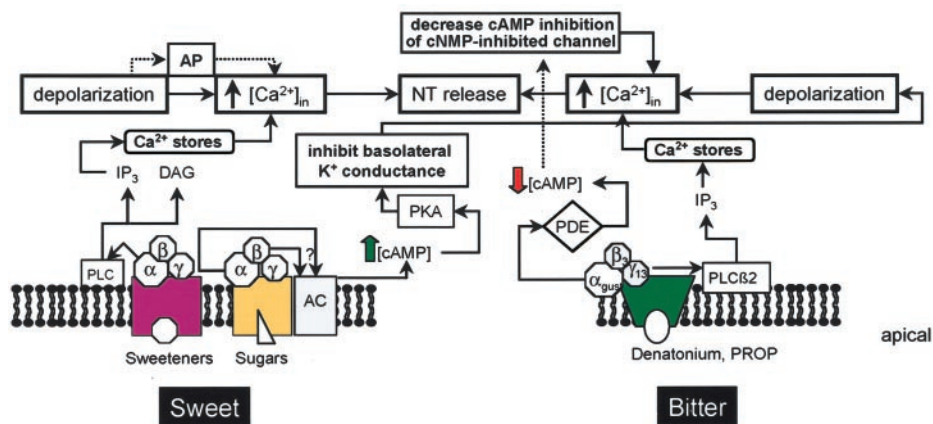 decrease cAMP inhibition
of cNMP-inhibited channel
AP
depolarization
[Ca²⁺]in
NT release
[Ca²⁺]in
depolarization
Ca²⁺ stores
inhibit basolateral
K⁺ conductance
Ca²⁺ stores
IP₃
DAG
[cAMP]
IP₃
PKA
PDE
[cAMP]
?
β
α
γ
PLC
β
α
γ
AC
β₃
γ₁₃
αgus
PLCß2
apical
Sweeteners
Sugars
Denatonium, PROP
Sweet
Bitter